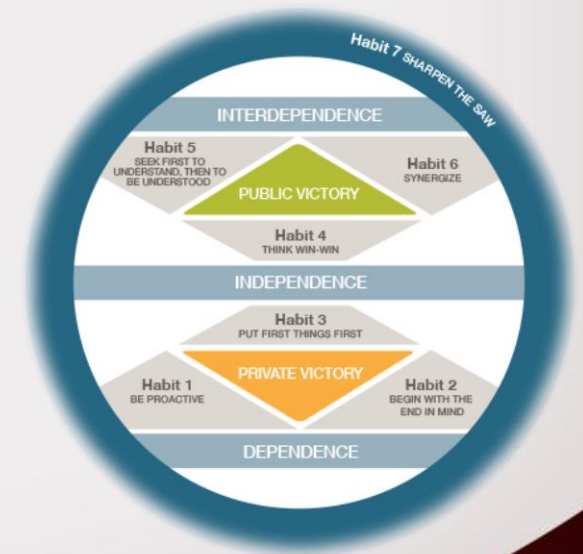 Habit 7 SHARPEN THE SAW
INTERDEPENDENCE
Habit 5
SEEK FIRST TO
UNDERSTAND, THEN TO
BE UNDERSTOOD
Habit 6
SYNERGIZE
PUBLIC VICTORY
Habit 4
THINK WIN-WIN
INDEPENDENCE
Habit 3
PUT FIRST THINGS FIRST
PRIVATE VICTORY
Habit 1
BE PROACTIVE
Habit 2
BEGIN WITH THE
END IN MIND
DEPENDENCE